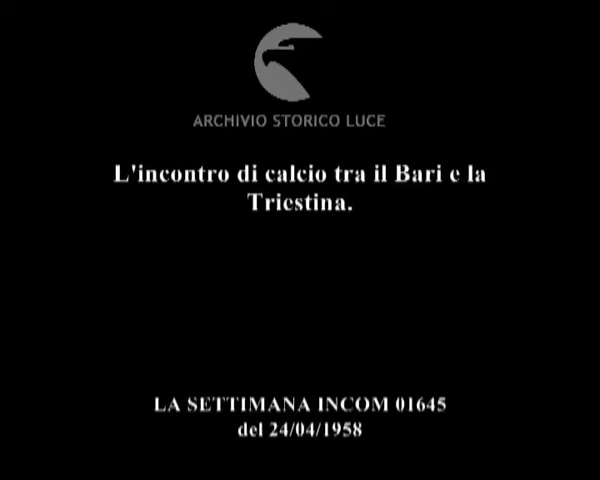 ARCHIVIO STORICO LUCE
L'incontro di calcio tra il Bari e la
Triestina.
LA SETTIMANA INCOM 01645
del 24/04/1958